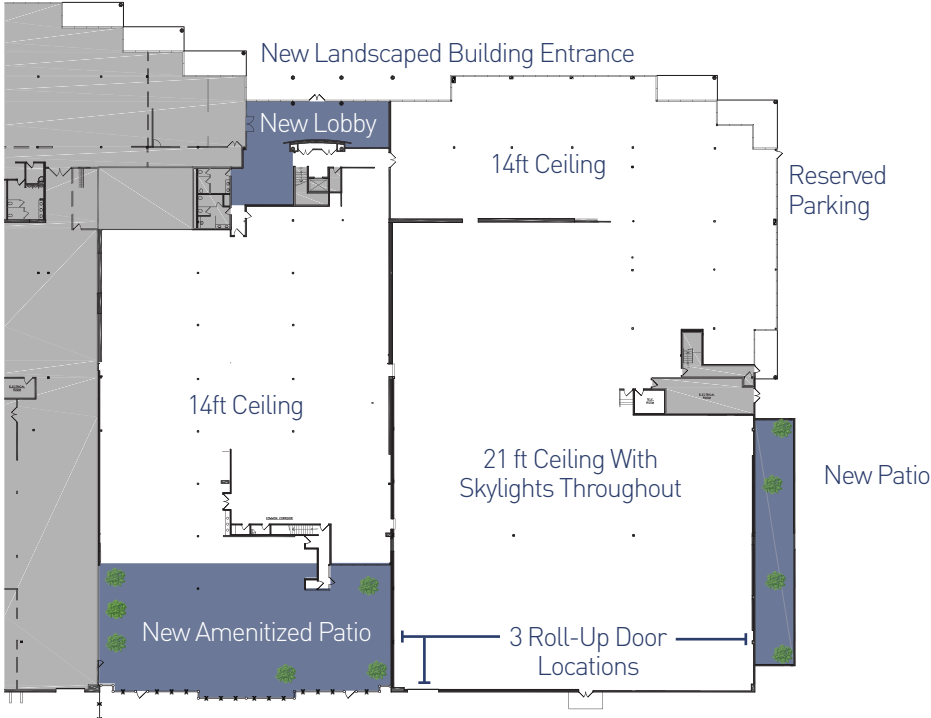 New Landscaped Building Entrance
New Lobby
14ft Ceiling
Reserved
Parking
14ft Ceiling
21 ft Ceiling With
Skylights Throughout
New Patio
New Amenitized Patio
3 Roll-Up Door
Locations